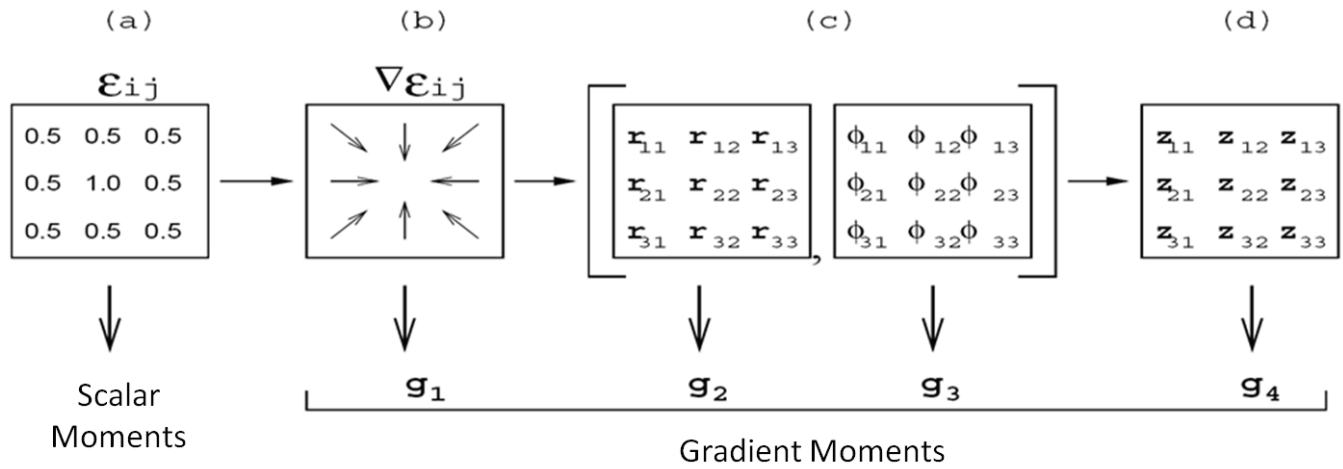 (a) (b) (c) (d)
εij ∇εij
0.5 0.5 0.5 r11 r12 r13 ϕ11 ϕ12 ϕ13 z11 z12 z13
0.5 1.0 0.5 r21 r22 r23 ϕ21 ϕ22 ϕ23 z21 z22 z23
0.5 0.5 0.5 r31 r32 r33 , ϕ31 ϕ32 ϕ33 z31 z32 z33
Scalar g1 g2 g3 g4
Moments
Gradient Moments